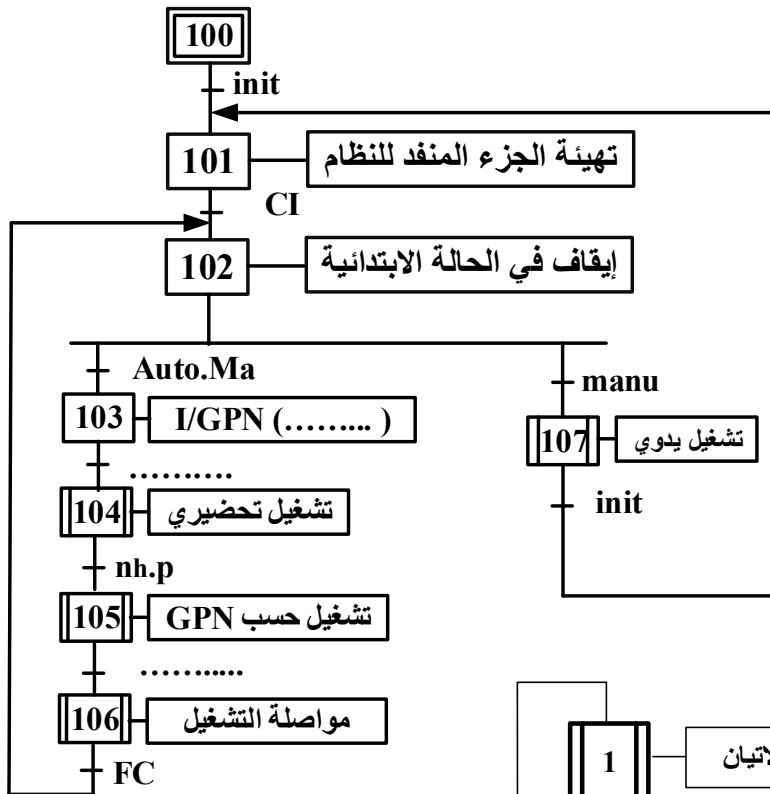 100
init
101 تهيئة الجزء المنفد للنظام
CI
102 إيقاف في الحالة الابتدائية
Auto.Ma
manu
103 I/GPN (……... )
107 تشغيل يدوي
……….
init
104 تشغيل تحضيري
nh.p
105 تشغيل حسب GPN
…….....
106 مواصلة التشغيل
1
FC